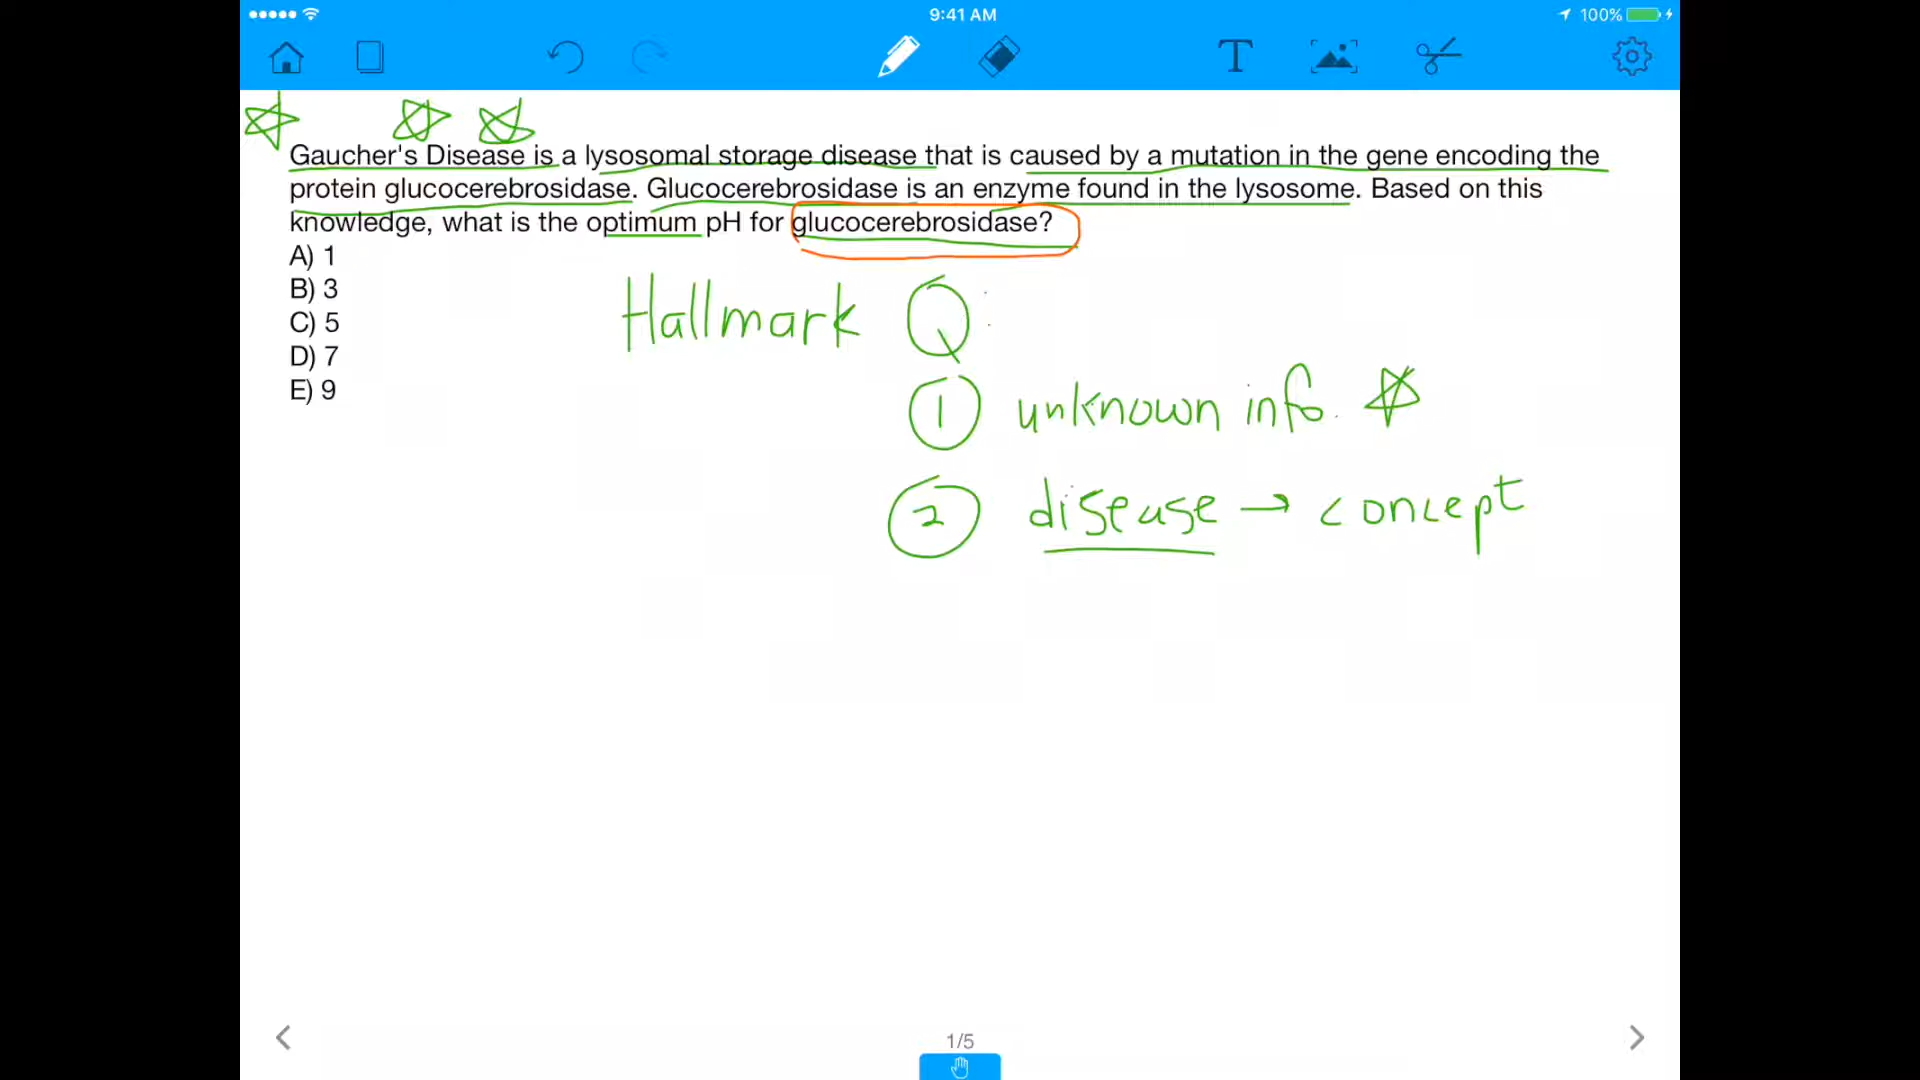 9:41 AM
100%
T
Gaucher's Disease is a lysosomal storage disease that is caused by a mutation in the gene encoding the
protein glucocerebrosidase. Glucocerebrosidase is an enzyme found in the lysosome. Based on this
knowledge, what is the optimum pH for glucocerebrosidase?
A) 1
B) 3
C) 5
D) 7
E) 9
Hallmark Q:
1 unknown info.
2 disease → concept
1/5